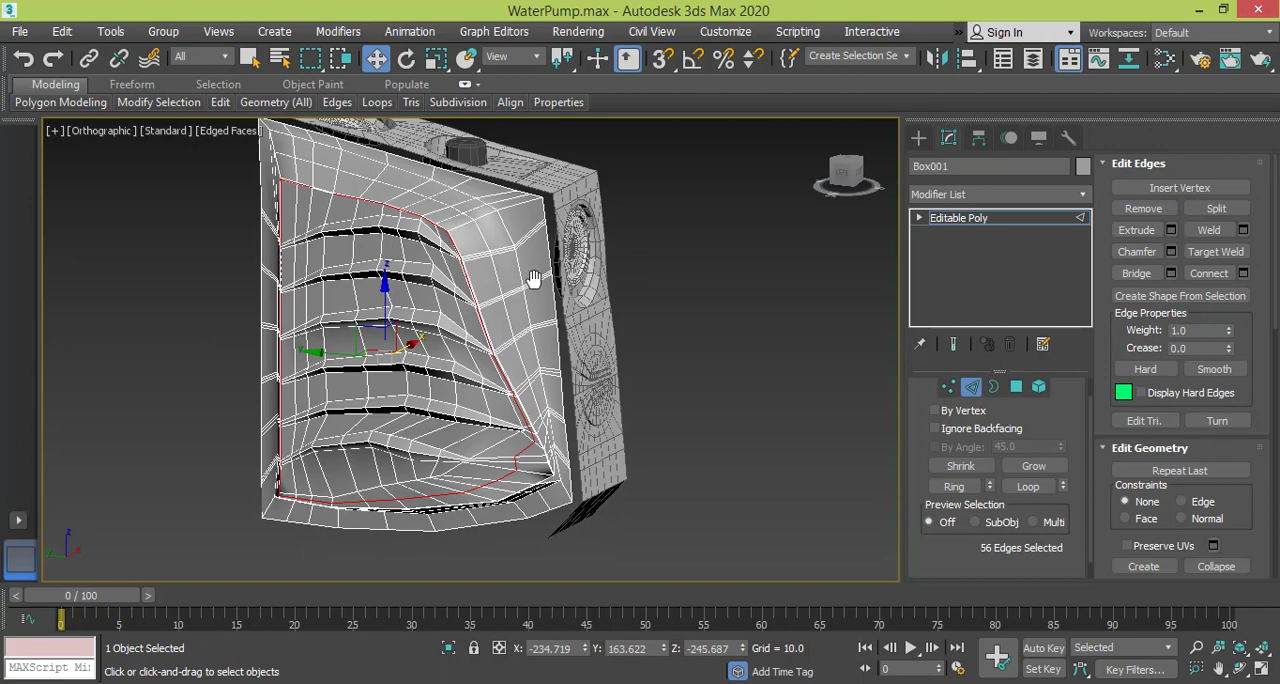 WaterPump.max - Autodesk 3ds Max 2020
File Edit Tools Group Views Create Modifiers Animation Graph Editors Rendering Civil View Customize Scripting Interactive Sign In Workspaces: Default
All View Create Selection Se
Modeling Freeform Selection Object Paint Populate
Polygon Modeling Modify Selection Edit Geometry (All) Edges Loops Tris Subdivision Align Properties
[+] [Orthographic] [Standard] [Edged Faces]
Box001
Modifier List
Editable Poly
By Vertex
Ignore Backfacing
By Angle: 45.0
Shrink Grow
Ring Loop
Preview Selection
Off SubObj Multi
56 Edges Selected
Edit Edges
Insert Vertex
Remove Split
Extrude Weld
Chamfer Target Weld
Bridge Connect
Create Shape From Selection
Edge Properties
Weight: 1.0
Crease: 0.0
Hard Smooth
Display Hard Edges
Edit Tri. Turn
Edit Geometry
Repeat Last
Constraints
None Edge
Face Normal
Preserve UVs
Create Collapse
z
y
x
z
x
< 0 / 100 >
0 5 10 15 20 25 30 35 40 45 50 55 60 65 70 75 80 85 90 95 100
1 Object Selected X: -234.719 Y: 163.622 Z: -245.687 Grid = 10.0 Auto Key Selected
MAXScript Mi Click or click-and-drag to select objects Add Time Tag 0 Set Key Key Filters...